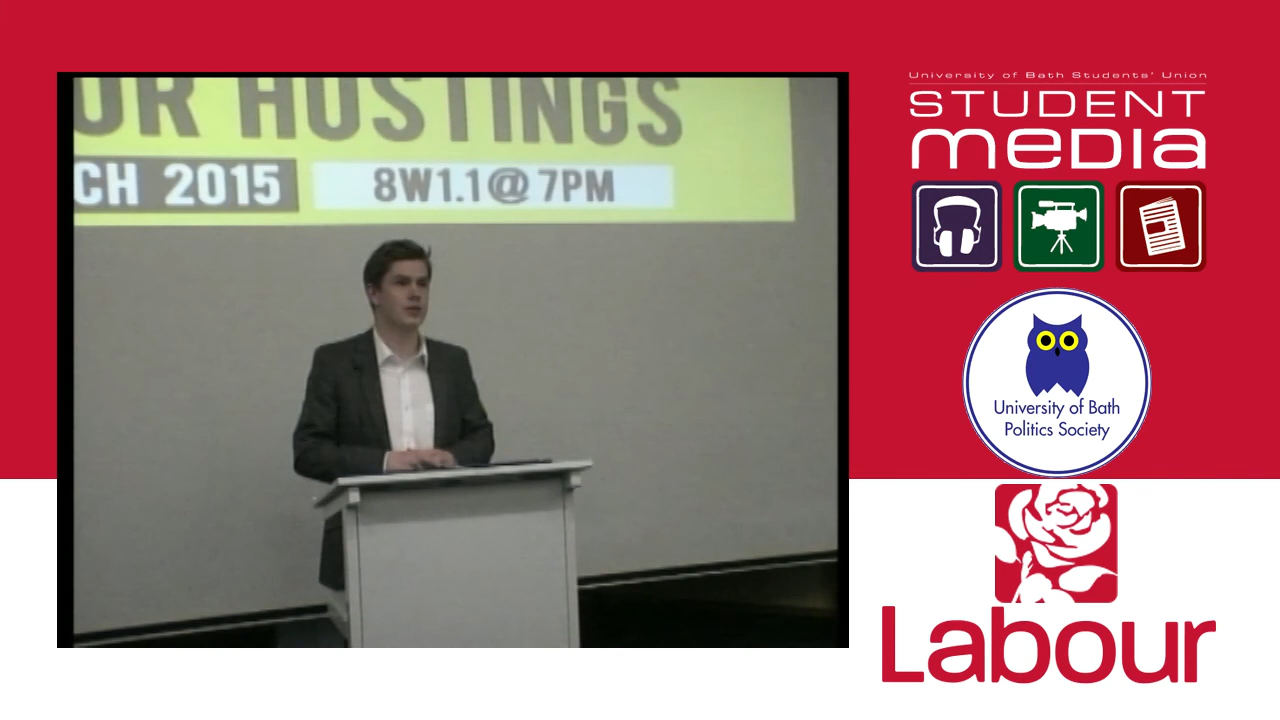 OR HUSTINGS
CH 2015
8W1.1@ 7PM
University of Bath Students' Union
STUDENT
meDIa
University of Bath
Politics Society
Labour